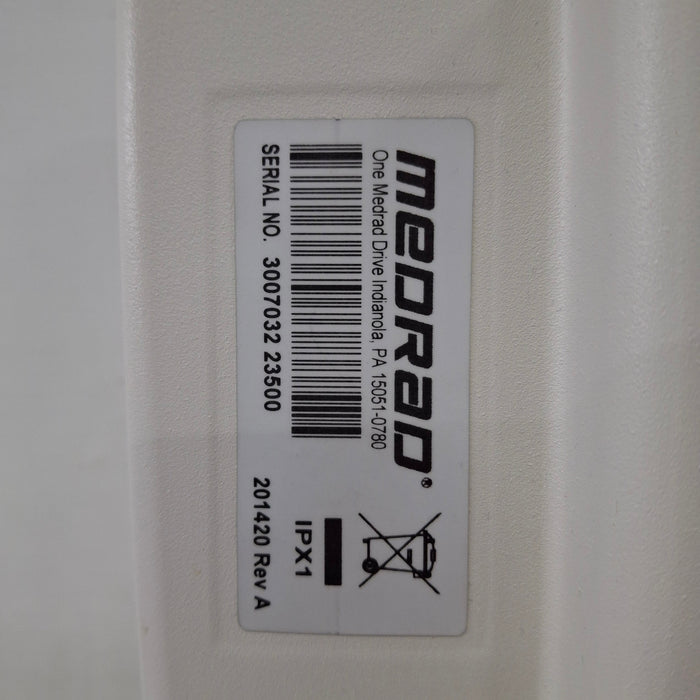 MEDRAD®
One Medrad Drive Indianola, PA 15051-0780
SERIAL NO. 3007032 23500
IPX1
201420 Rev A